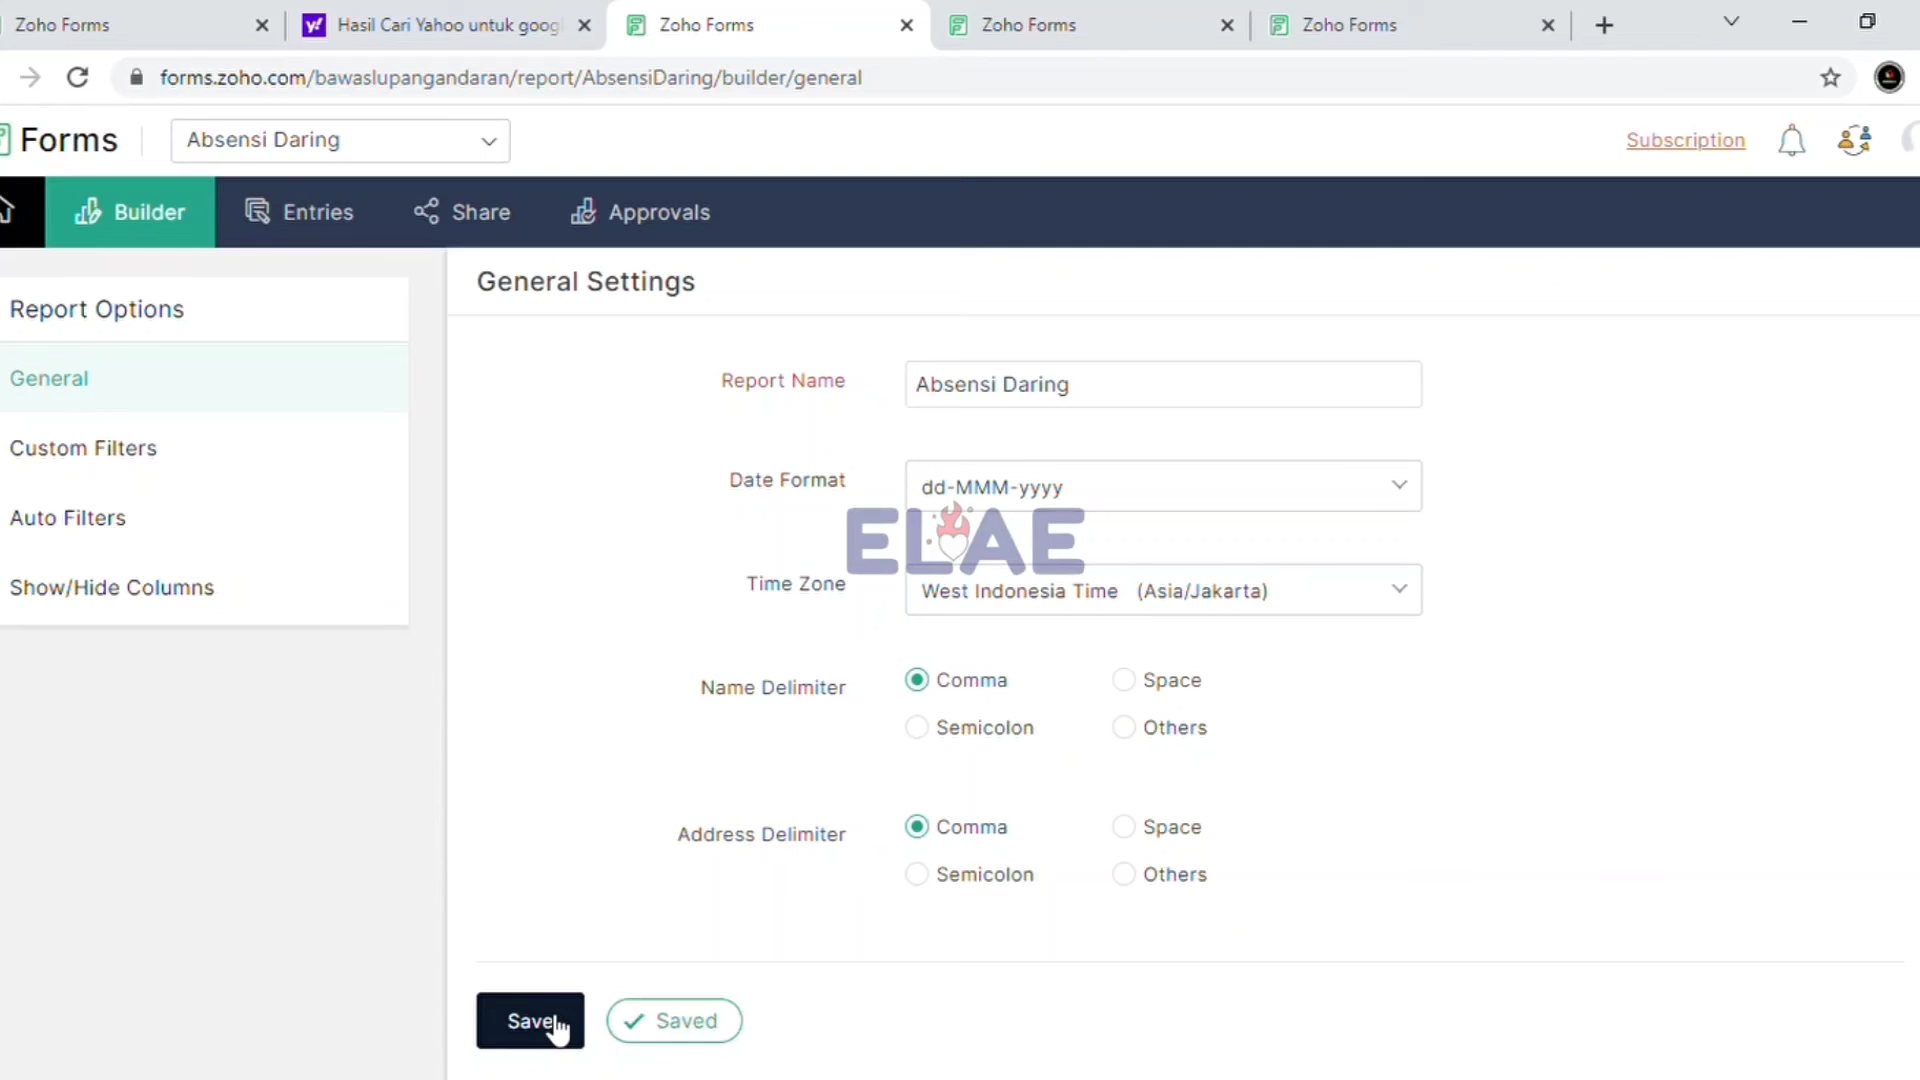 Zoho Forms
Hasil Cari Yahoo untuk goog
Zoho Forms
Zoho Forms
Zoho Forms
forms.zoho.com/bawaslupangandaran/report/AbsensiDaring/builder/general
Forms
Absensi Daring
Subscription
Builder
Entries
Share
Approvals
Report Options
General
Custom Filters
Auto Filters
Show/Hide Columns
General Settings
Report Name
Absensi Daring
Date Format
dd-MMM-yyyy
ELAE
Time Zone
West Indonesia Time (Asia/Jakarta)
Name Delimiter
Comma
Space
Semicolon
Others
Address Delimiter
Comma
Space
Semicolon
Others
Save
Saved